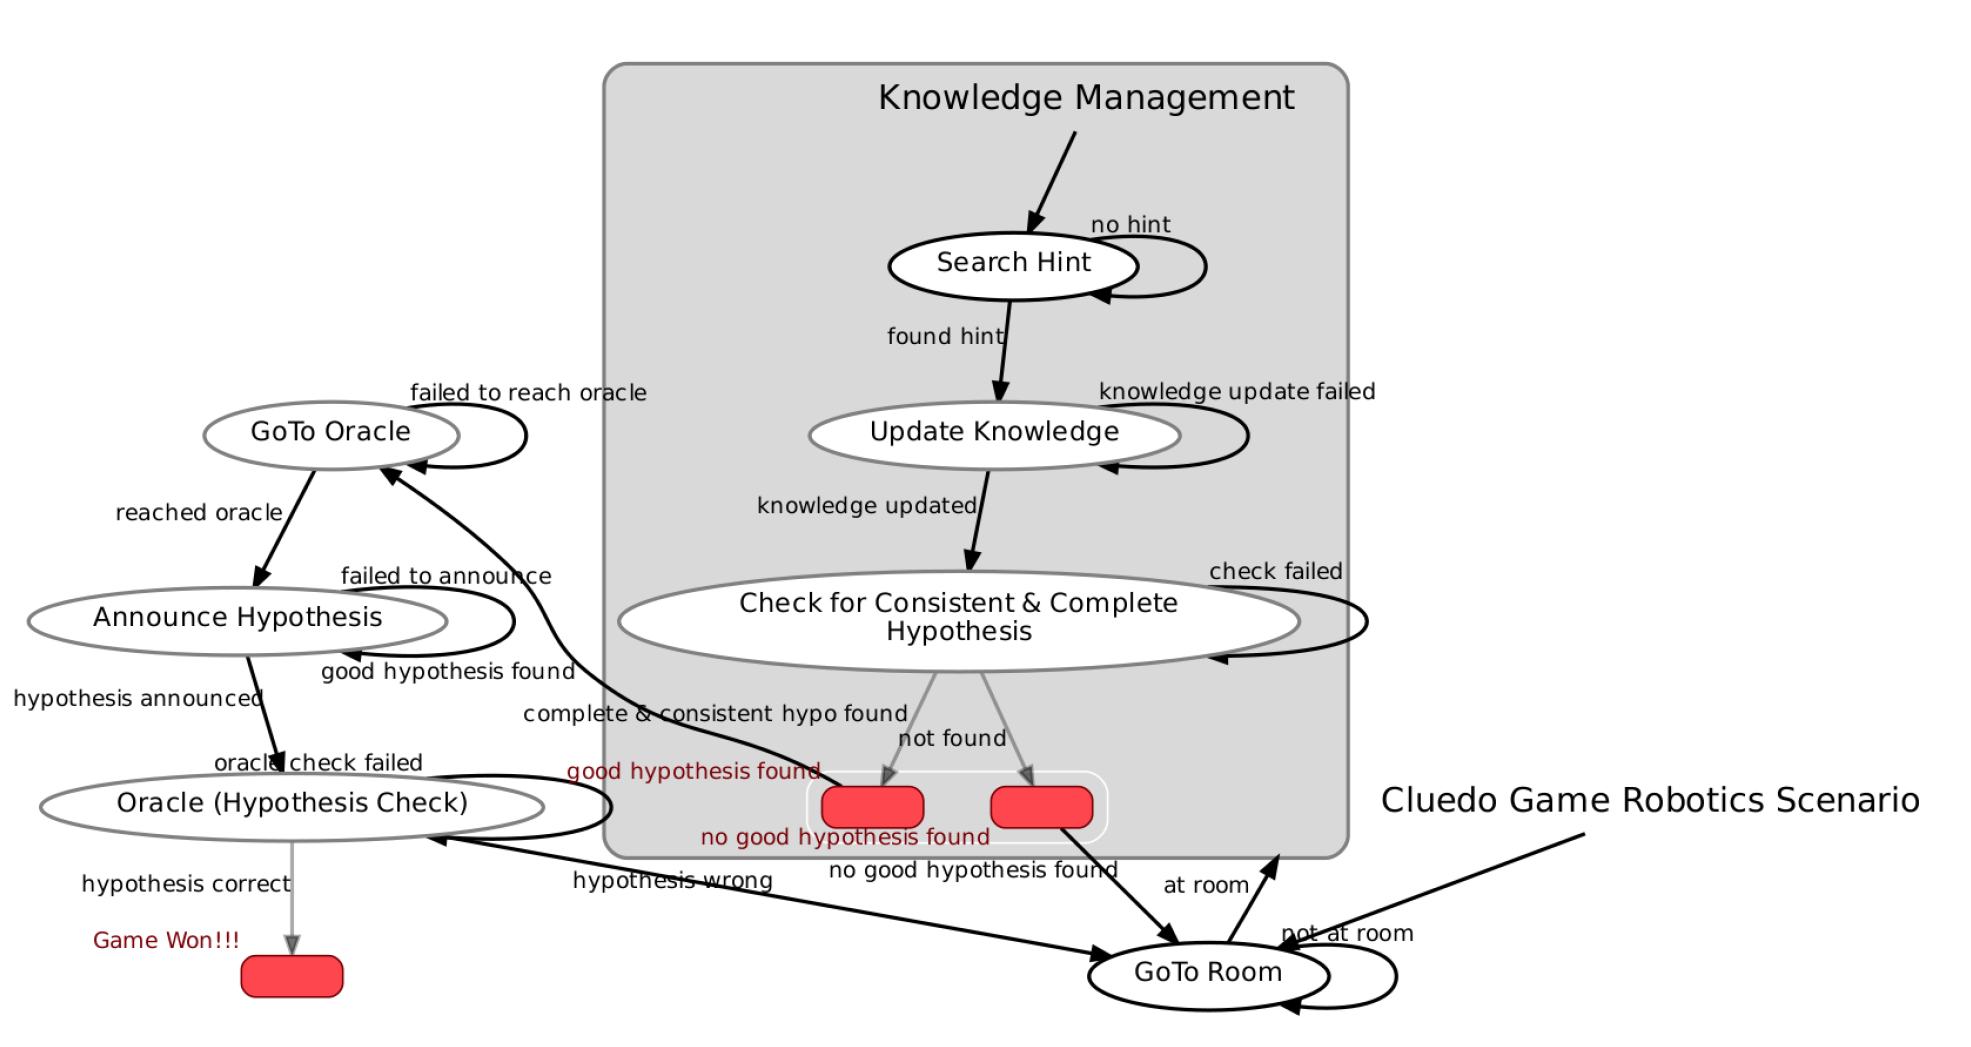 Knowledge Management
no hint
Search Hint
found hint
failed to reach oracle
knowledge update failed
GoTo Oracle
Update Knowledge
reached oracle
knowledge updated
failed to announce
check failed
Announce Hypothesis
Check for Consistent & Complete
Hypothesis
good hypothesis found
hypothesis announced
complete & consistent hypo found
not found
oracle check failed
good hypothesis found
Oracle (Hypothesis Check)
Cluedo Game Robotics Scenario
no good hypothesis found
no good hypothesis found
hypothesis wrong
hypothesis correct
at room
Game Won!!!
not at room
GoTo Room